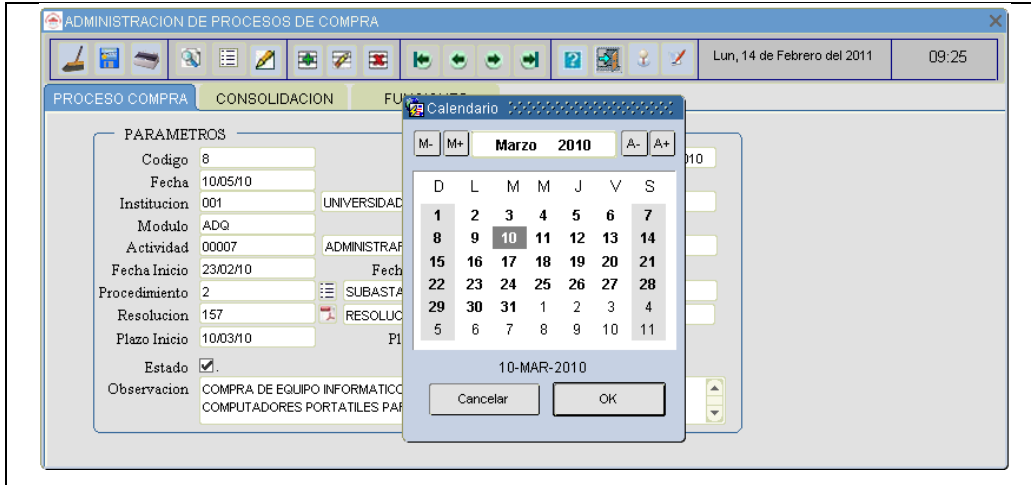 ADMINISTRACION DE PROCESOS DE COMPRA
Lun, 14 de Febrero del 2011 09:25
PROCESO COMPRA CONSOLIDACION
PARAMETROS
Codigo 8
Fecha 10/05/10
Institucion 001 UNIVERSIDAD
Modulo ADQ
Actividad 00007 ADMINISTRAR
Fecha Inicio 23/02/10 Fech
Procedimiento 2 SUBASTA
Resolucion 157 RESOLUC
Plazo Inicio 10/03/10 Pl
Estado .
Observacion COMPRA DE EQUIPO INFORMATICO
COMPUTADORES PORTATILES PAR
Calendario
M- M+ Marzo 2010 A- A+
D L M M J V S
1 2 3 4 5 6 7
8 9 10 11 12 13 14
15 16 17 18 19 20 21
22 23 24 25 26 27 28
29 30 31 1 2 3 4
5 6 7 8 9 10 11
10-MAR-2010
Cancelar OK